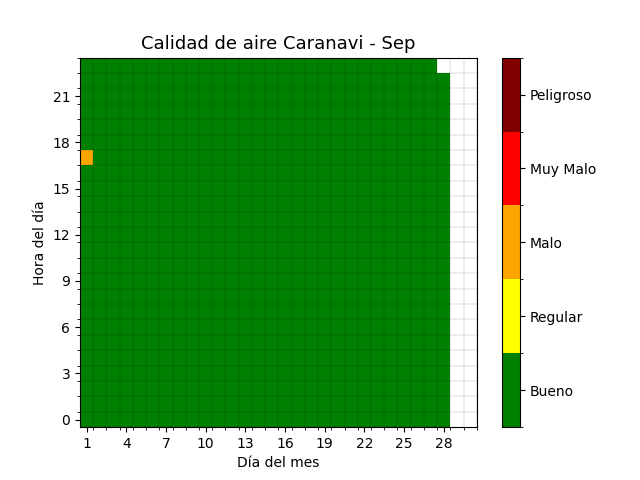 Calidad de aire Caranavi - Sep
Hora del día
21
18
15
12
9
6
3
0
1 4 7 10 13 16 19 22 25 28
Día del mes
Peligroso
Muy Malo
Malo
Regular
Bueno